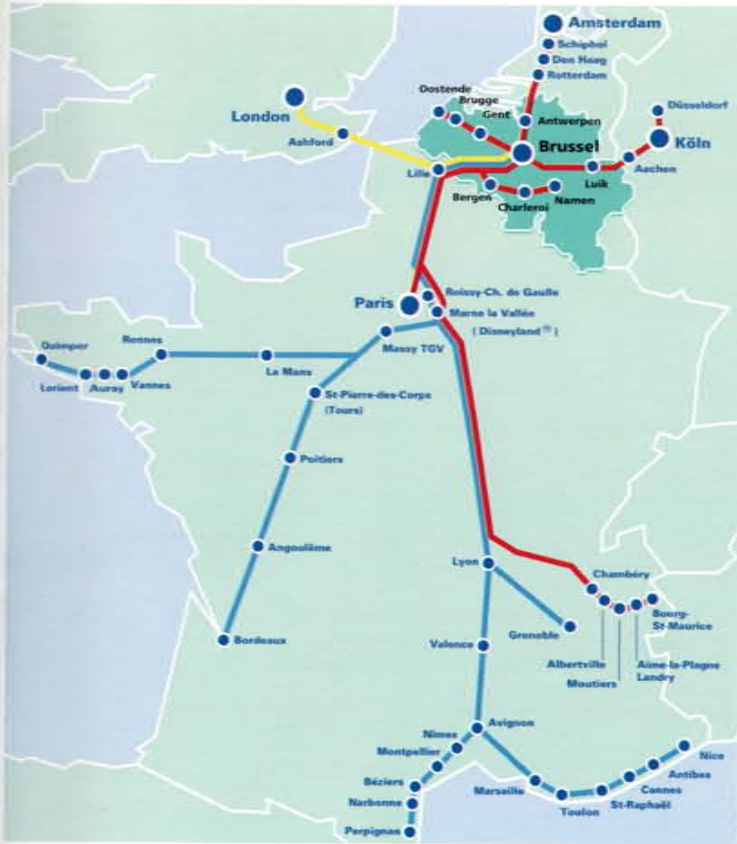 Amsterdam
Schiphol
Den Haag
Rotterdam
Oostende
Brugge
Gent
Antwerpen
Düsseldorf
London
Ashford
Brussel
Köln
Lille
Luik
Aachen
Bergen
Charleroi
Namen
Paris
Roissy-Ch. de Gaulle
Marne la Vallée
(Disneyland®)
Massy TGV
Quimper
Rennes
Le Mans
Lorient
Auray
Vannes
St-Pierre-des-Corps
(Tours)
Poitiers
Angoulême
Lyon
Chambéry
Bourg-
St-Maurice
Bordeaux
Valence
Grenoble
Albertville
Aime-la-Plagne
Moutiers
Landry
Avignon
Nîmes
Montpellier
Nice
Béziers
Antibes
Marseille
Cannes
Narbonne
St-Raphaël
Toulon
Perpignan